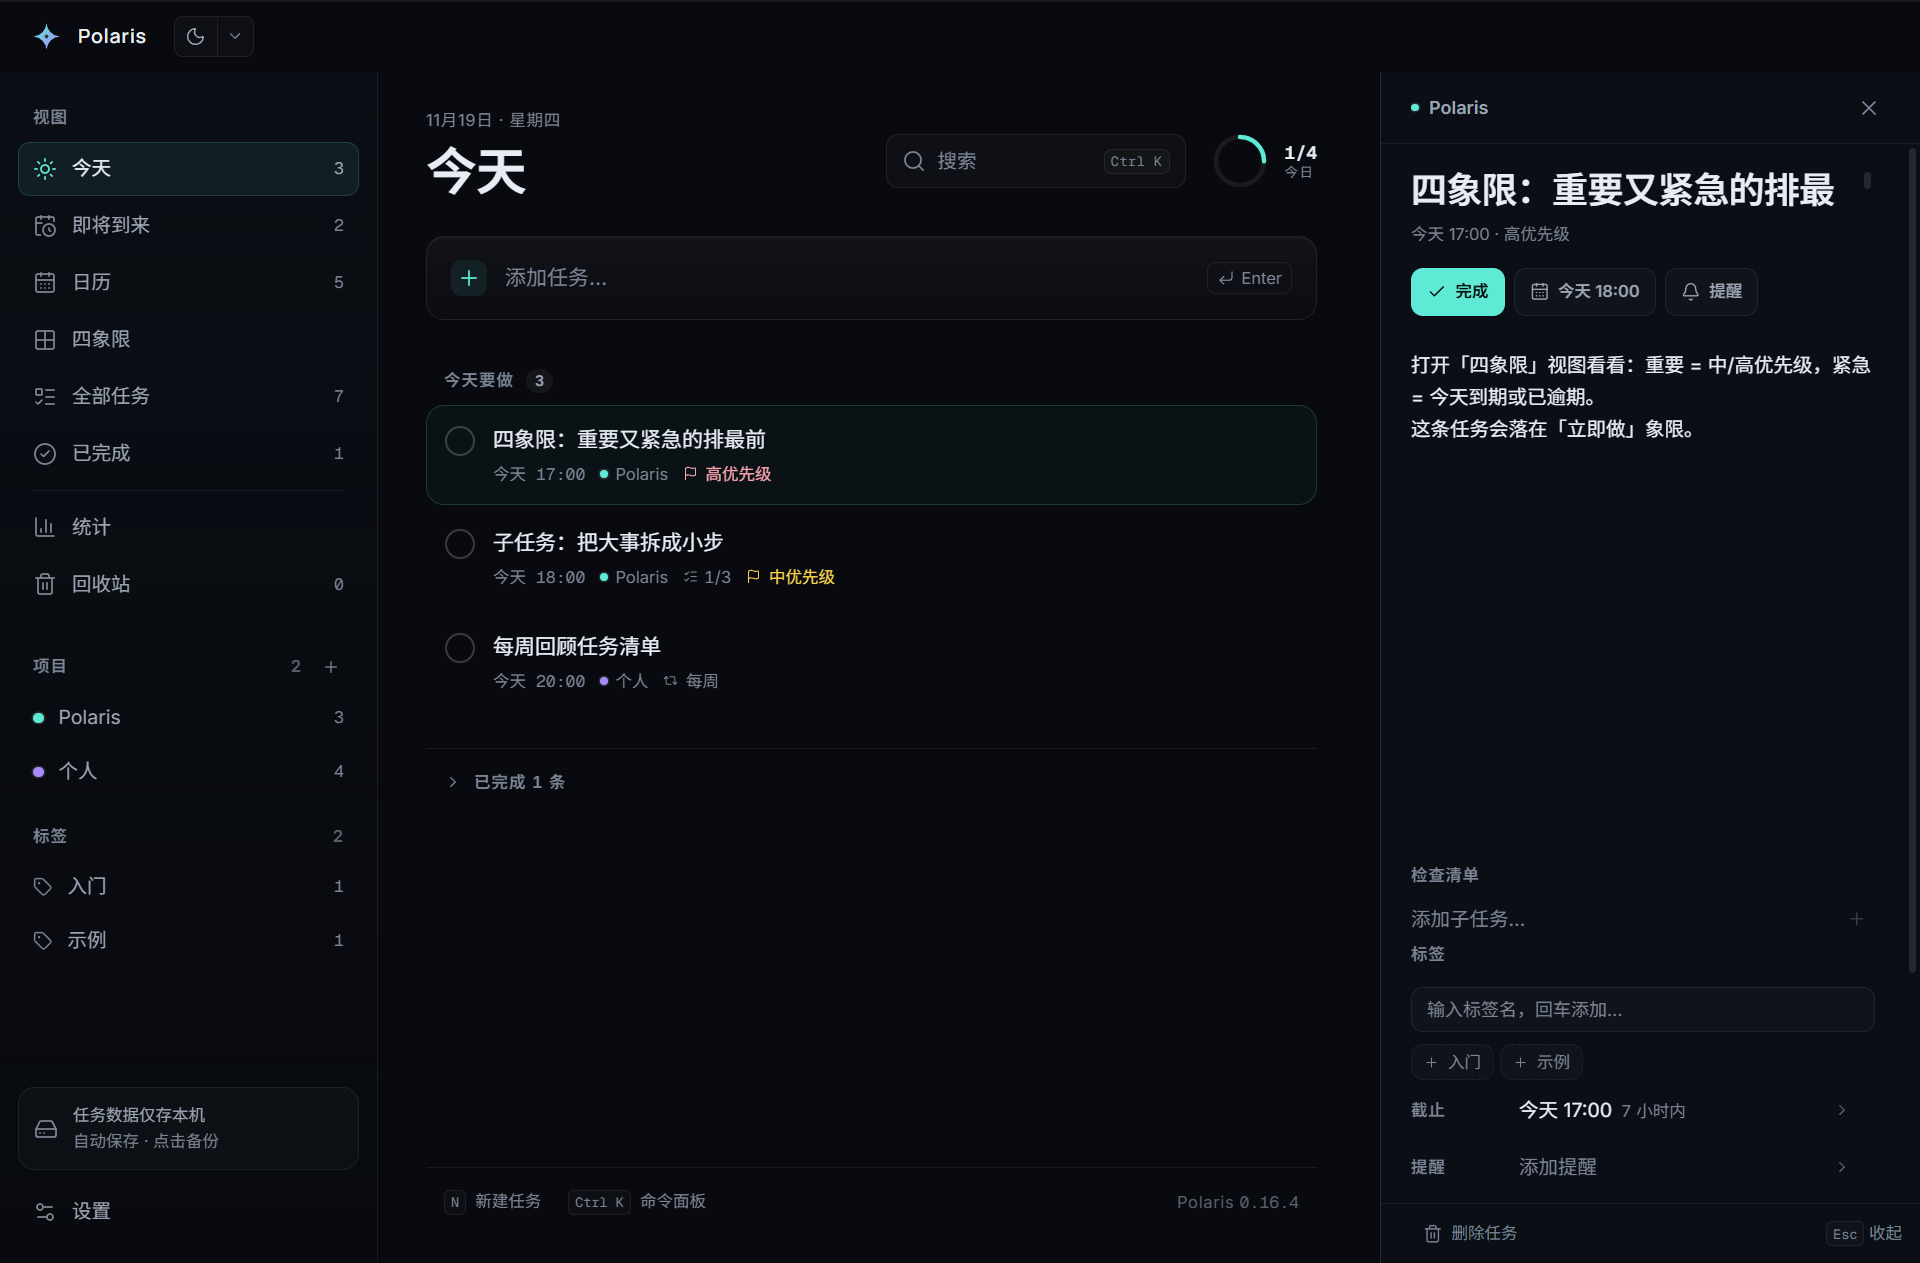 Polaris
视图
今天 3
即将到来 2
日历 5
四象限
全部任务 7
已完成 1
统计
回收站 0
项目 2
Polaris 3
个人 4
标签 2
入门 1
示例 1
任务数据仅存本机
自动保存 · 点击备份
设置
11月19日 · 星期四
今天
搜索 Ctrl K
1/4
今日
添加任务... Enter
今天要做 3
四象限：重要又紧急的排最前
今天 17:00 Polaris 高优先级
子任务：把大事拆成小步
今天 18:00 Polaris 1/3 中优先级
每周回顾任务清单
今天 20:00 个人 每周
已完成 1 条
N 新建任务 Ctrl K 命令面板
Polaris 0.16.4
Polaris
四象限：重要又紧急的排最
今天 17:00 · 高优先级
完成 今天 18:00 提醒
打开「四象限」视图看看：重要 = 中/高优先级，紧急
= 今天到期或已逾期。
这条任务会落在「立即做」象限。
检查清单
添加子任务... +
标签
输入标签名，回车添加...
+ 入门 + 示例
截止 今天 17:00 7 小时内
提醒 添加提醒
删除任务 Esc 收起